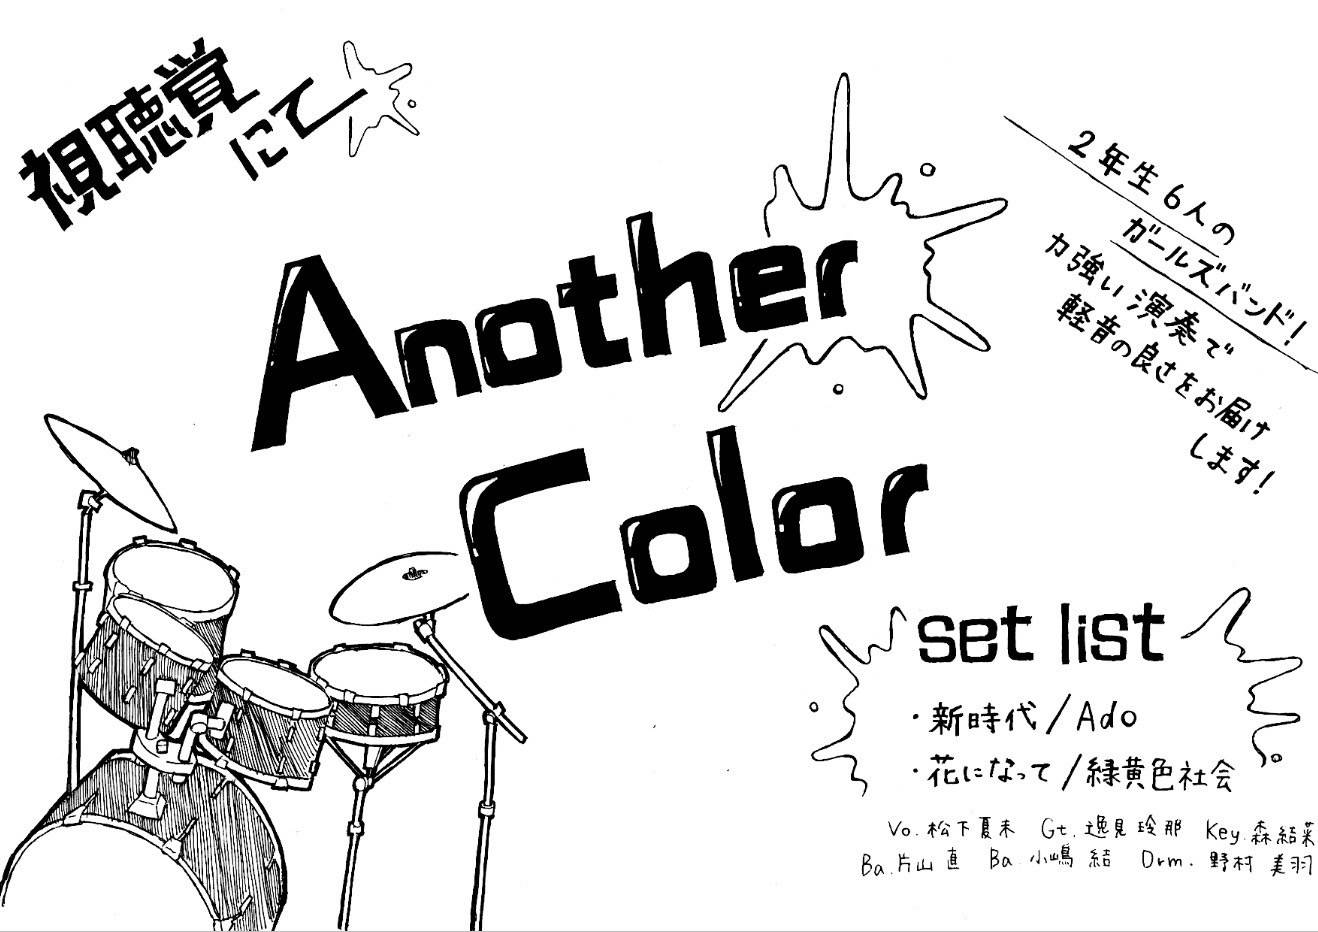 視聴覚
にて
Another
Color
2年生6人の
ガールズバンド!
力強い演奏で
軽音の良さをお届け
します!
set list
・新時代/Ado
・花になって/緑黄色社会
Vo.松下夏未 Gt.逸見玲那 Key.森結菜
Ba.片山直 Ba 小嶋結 Drm.野村美羽